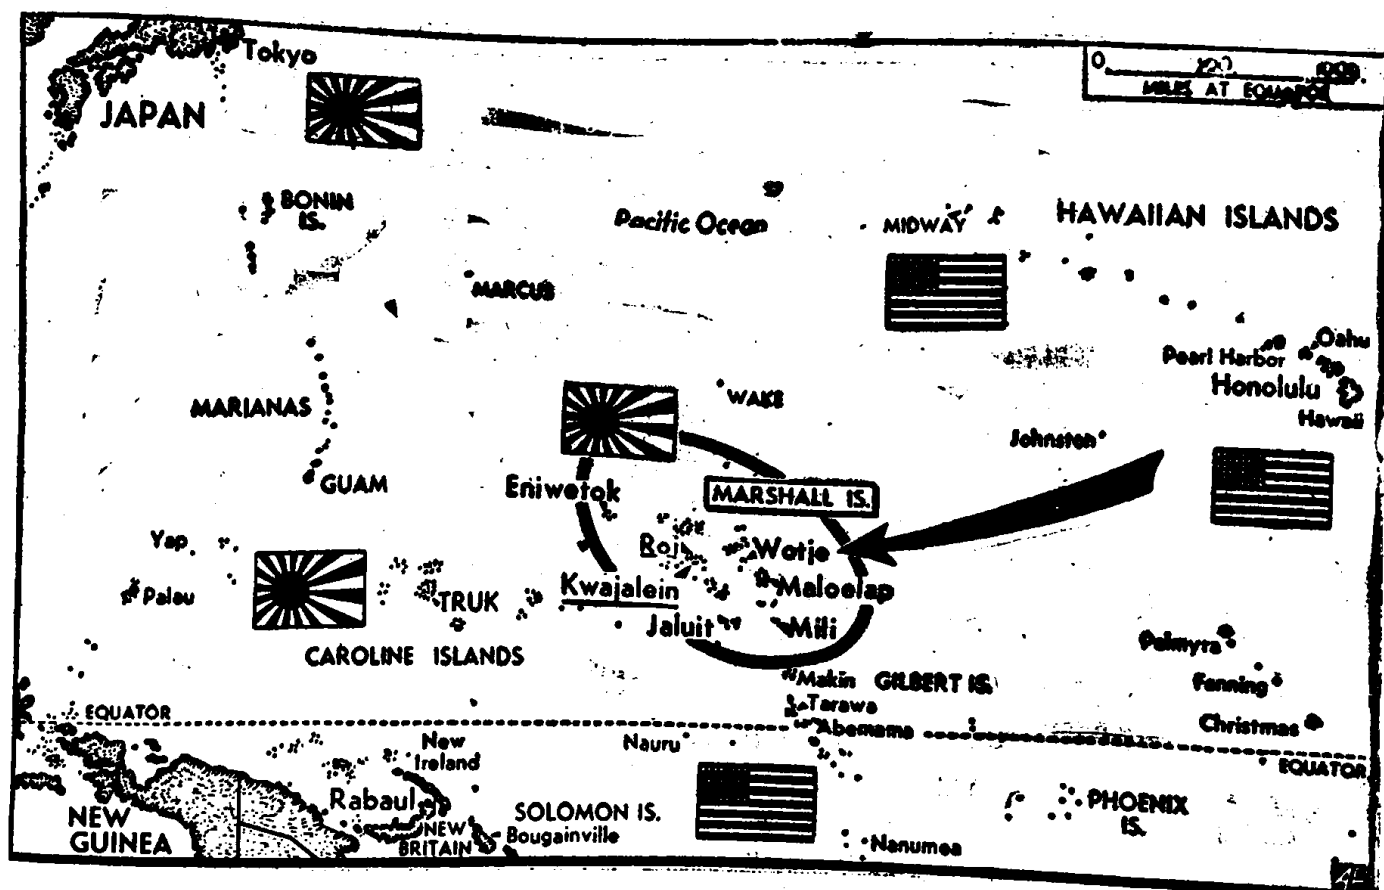 Tokyo
JAPAN
0
MILES AT EQUATOR
BONIN
IS.
Pacific Ocean
MIDWAY
HAWAIIAN ISLANDS
MARCUS
Oahu
Pearl Harbor
Honolulu
Hawaii
MARIANAS
WAKE
Johnston
GUAM
Eniwetok
MARSHALL IS.
Yap
Roi
Wotje
Palau
TRUK
Kwajalein
Maloelap
Jaluit
Mili
CAROLINE ISLANDS
Palmyra
Makin GILBERT IS.
Fanning
Tarawa
EQUATOR
Abemama
Christmas
New
Ireland
Nauru
EQUATOR
Rabaul
SOLOMON IS.
PHOENIX
IS.
NEW
GUINEA
NEW
BRITAIN
Bougainville
Nanumea